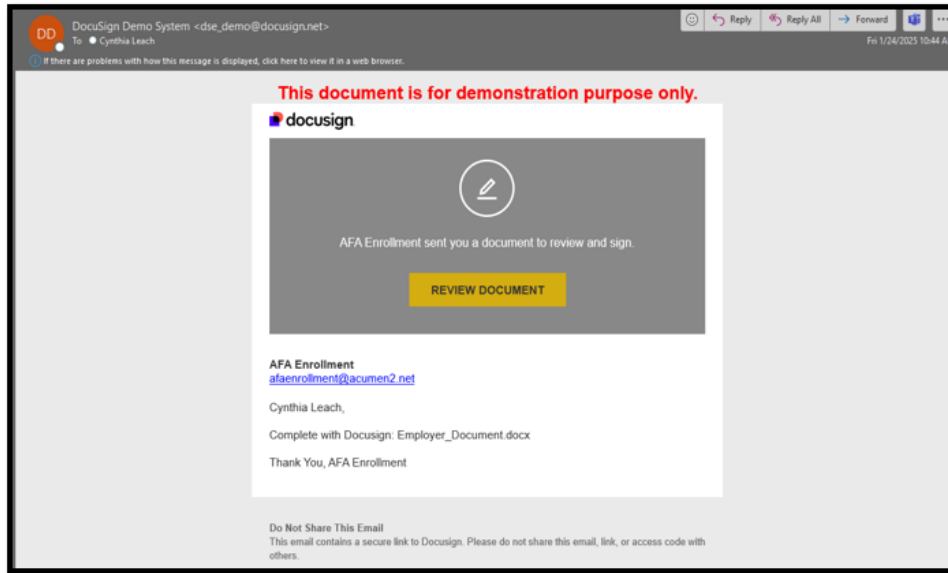 DD
DocuSign Demo System <dse_demo@docusign.net>
To Cynthia Leach
Reply
Reply All
Forward
Fri 1/24/2025 10:44 A
If there are problems with how this message is displayed, click here to view it in a web browser.
This document is for demonstration purpose only.
docusign
AFA Enrollment sent you a document to review and sign.
REVIEW DOCUMENT
AFA Enrollment
afaenrollment@acumen2.net
Cynthia Leach,
Complete with Docusign: Employer_Document.docx
Thank You, AFA Enrollment
Do Not Share This Email
This email contains a secure link to Docusign. Please do not share this email, link, or access code with
others.